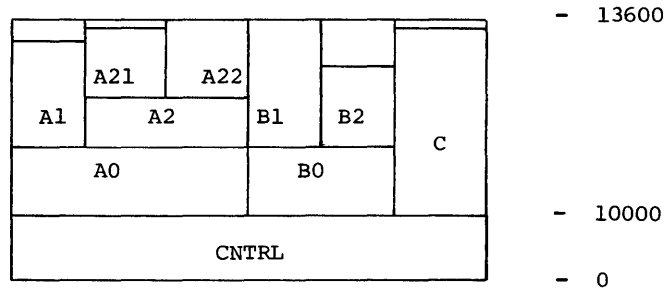 - 13600
A21 A22
A1 A2 B1 B2
C
A0 B0
- 10000
CNTRL
- 0